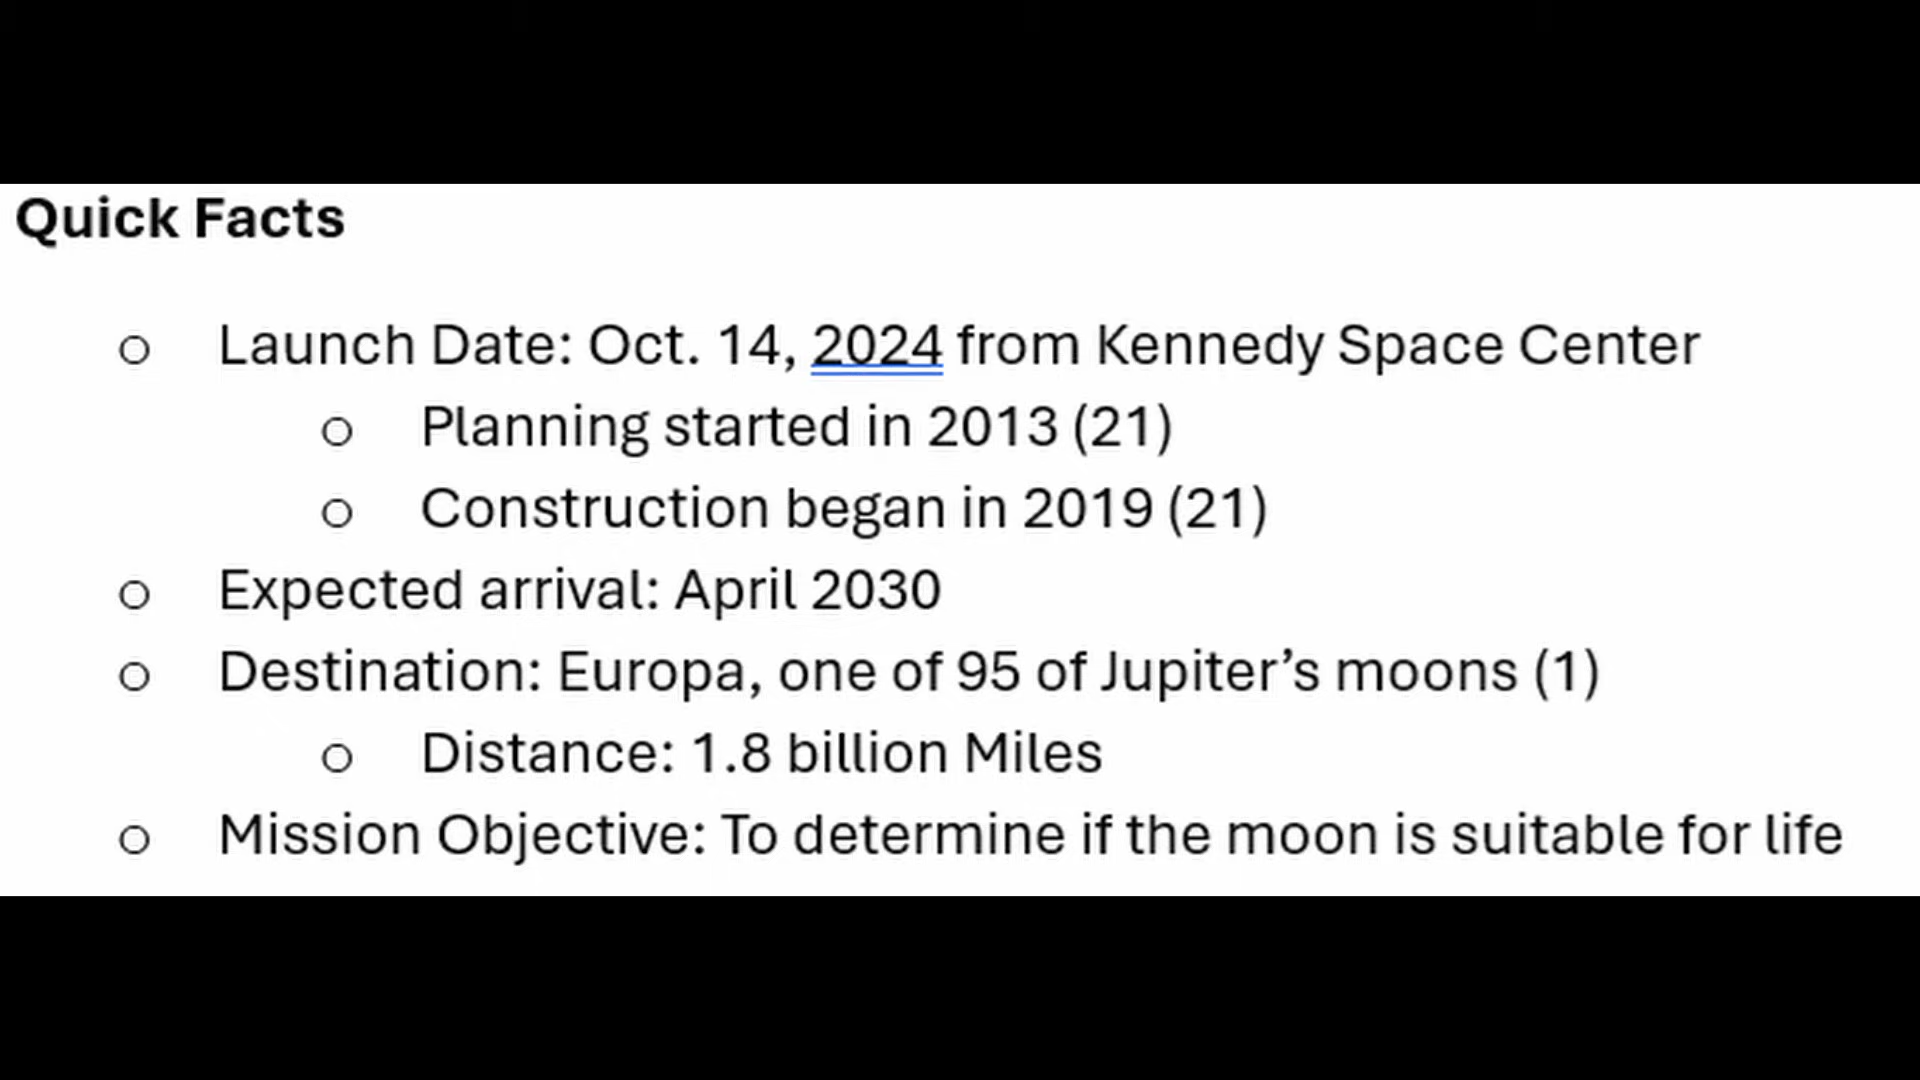 Quick Facts
○ Launch Date: Oct. 14, 2024 from Kennedy Space Center
○ Planning started in 2013 (21)
○ Construction began in 2019 (21)
○ Expected arrival: April 2030
○ Destination: Europa, one of 95 of Jupiter’s moons (1)
○ Distance: 1.8 billion Miles
○ Mission Objective: To determine if the moon is suitable for life